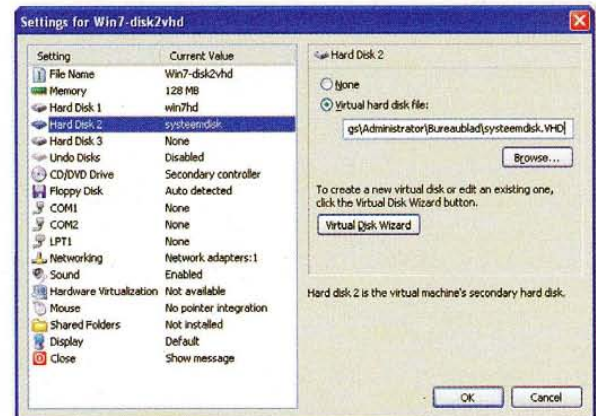 Settings for Win7-disk2vhd
Setting Current Value
File Name Win7-disk2vhd
Memory 128 MB
Hard Disk 1 win7hd
Hard Disk 2 systeemdisk
Hard Disk 3 None
Undo Disks Disabled
CD/DVD Drive Secondary controller
Floppy Disk Auto detected
COM1 None
COM2 None
LPT1 None
Networking Network adapters:1
Sound Enabled
Hardware Virtualization Not available
Mouse No pointer integration
Shared Folders Not installed
Display Default
Close Show message
Hard Disk 2
None
Virtual hard disk file:
gs\Administrator\Bureaublad\systeemdisk.VHD
Browse...
To create a new virtual disk or edit an existing one,
click the Virtual Disk Wizard button.
Virtual Disk Wizard
Hard disk 2 is the virtual machine's secondary hard disk.
OK Cancel